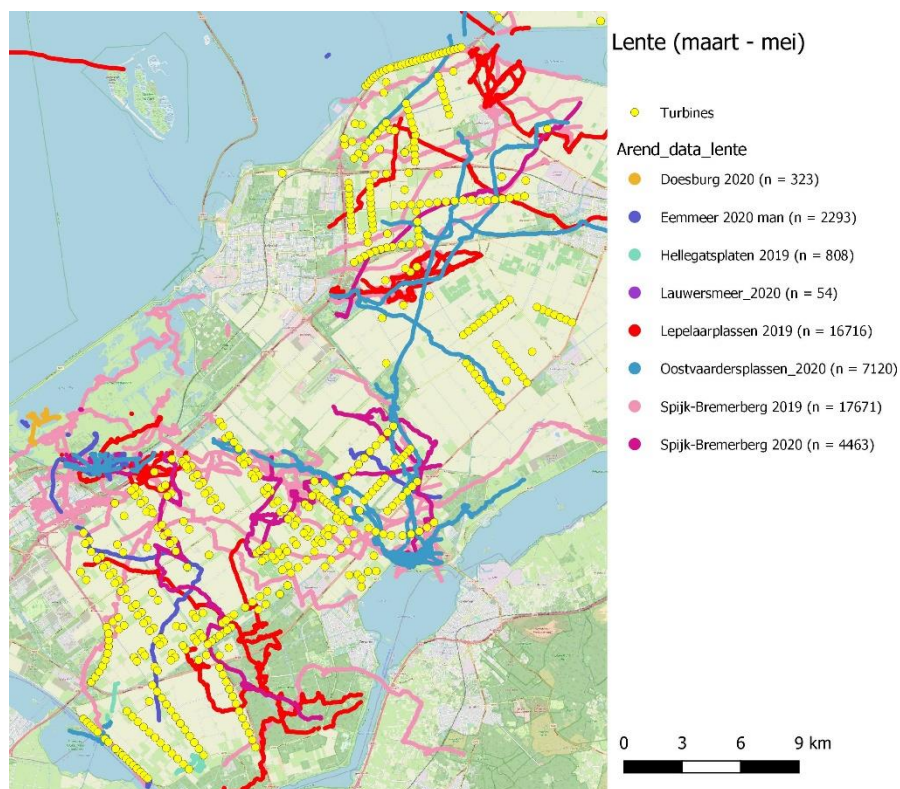 Lente (maart - mei)
Turbines
Arend_data_lente
Doesburg 2020 (n = 323)
Eemmeer 2020 man (n = 2293)
Hellegatsplaten 2019 (n = 808)
Lauwersmeer_2020 (n = 54)
Lepelaarplassen 2019 (n = 16716)
Oostvaardersplassen_2020 (n = 7120)
Spijk-Bremerberg 2019 (n = 17671)
Spijk-Bremerberg 2020 (n = 4463)
0 3 6 9 km